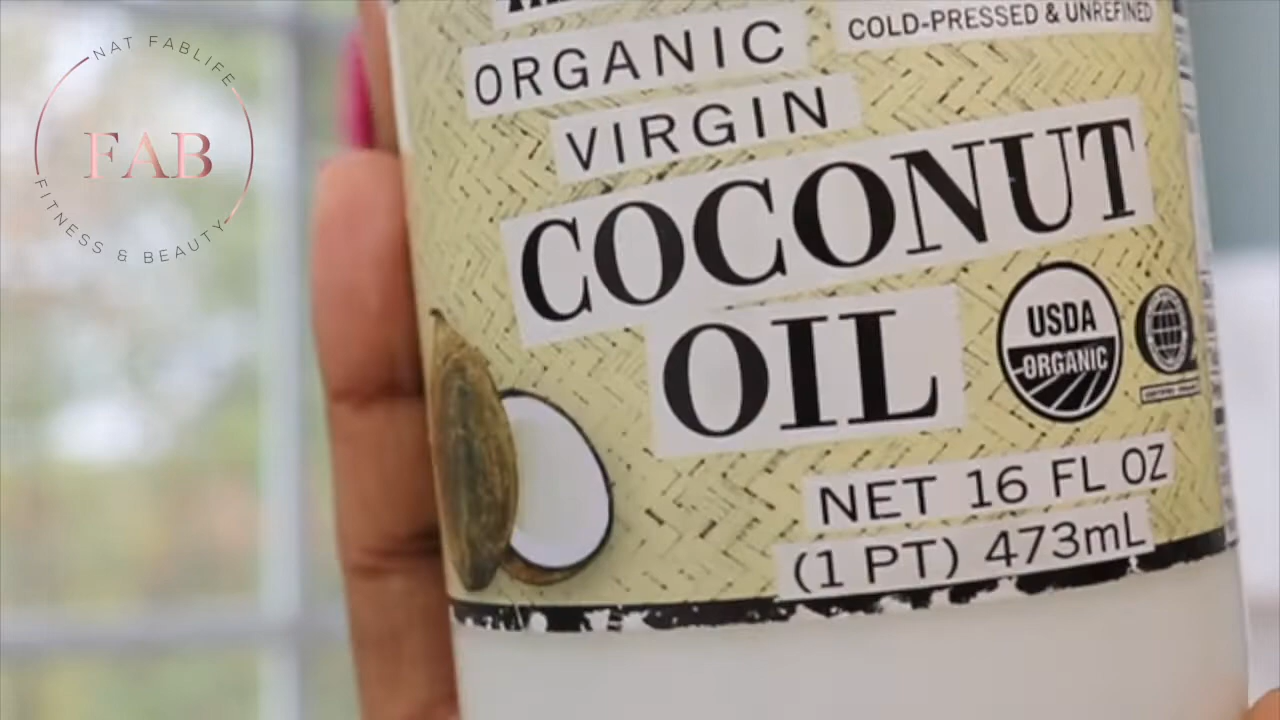 NAT FABLIFE
FAB
FITNESS & BEAUTY
COLD-PRESSED & UNREFINED
ORGANIC
VIRGIN
COCONUT
OIL
USDA
ORGANIC
NET 16 FL OZ
(1 PT) 473mL